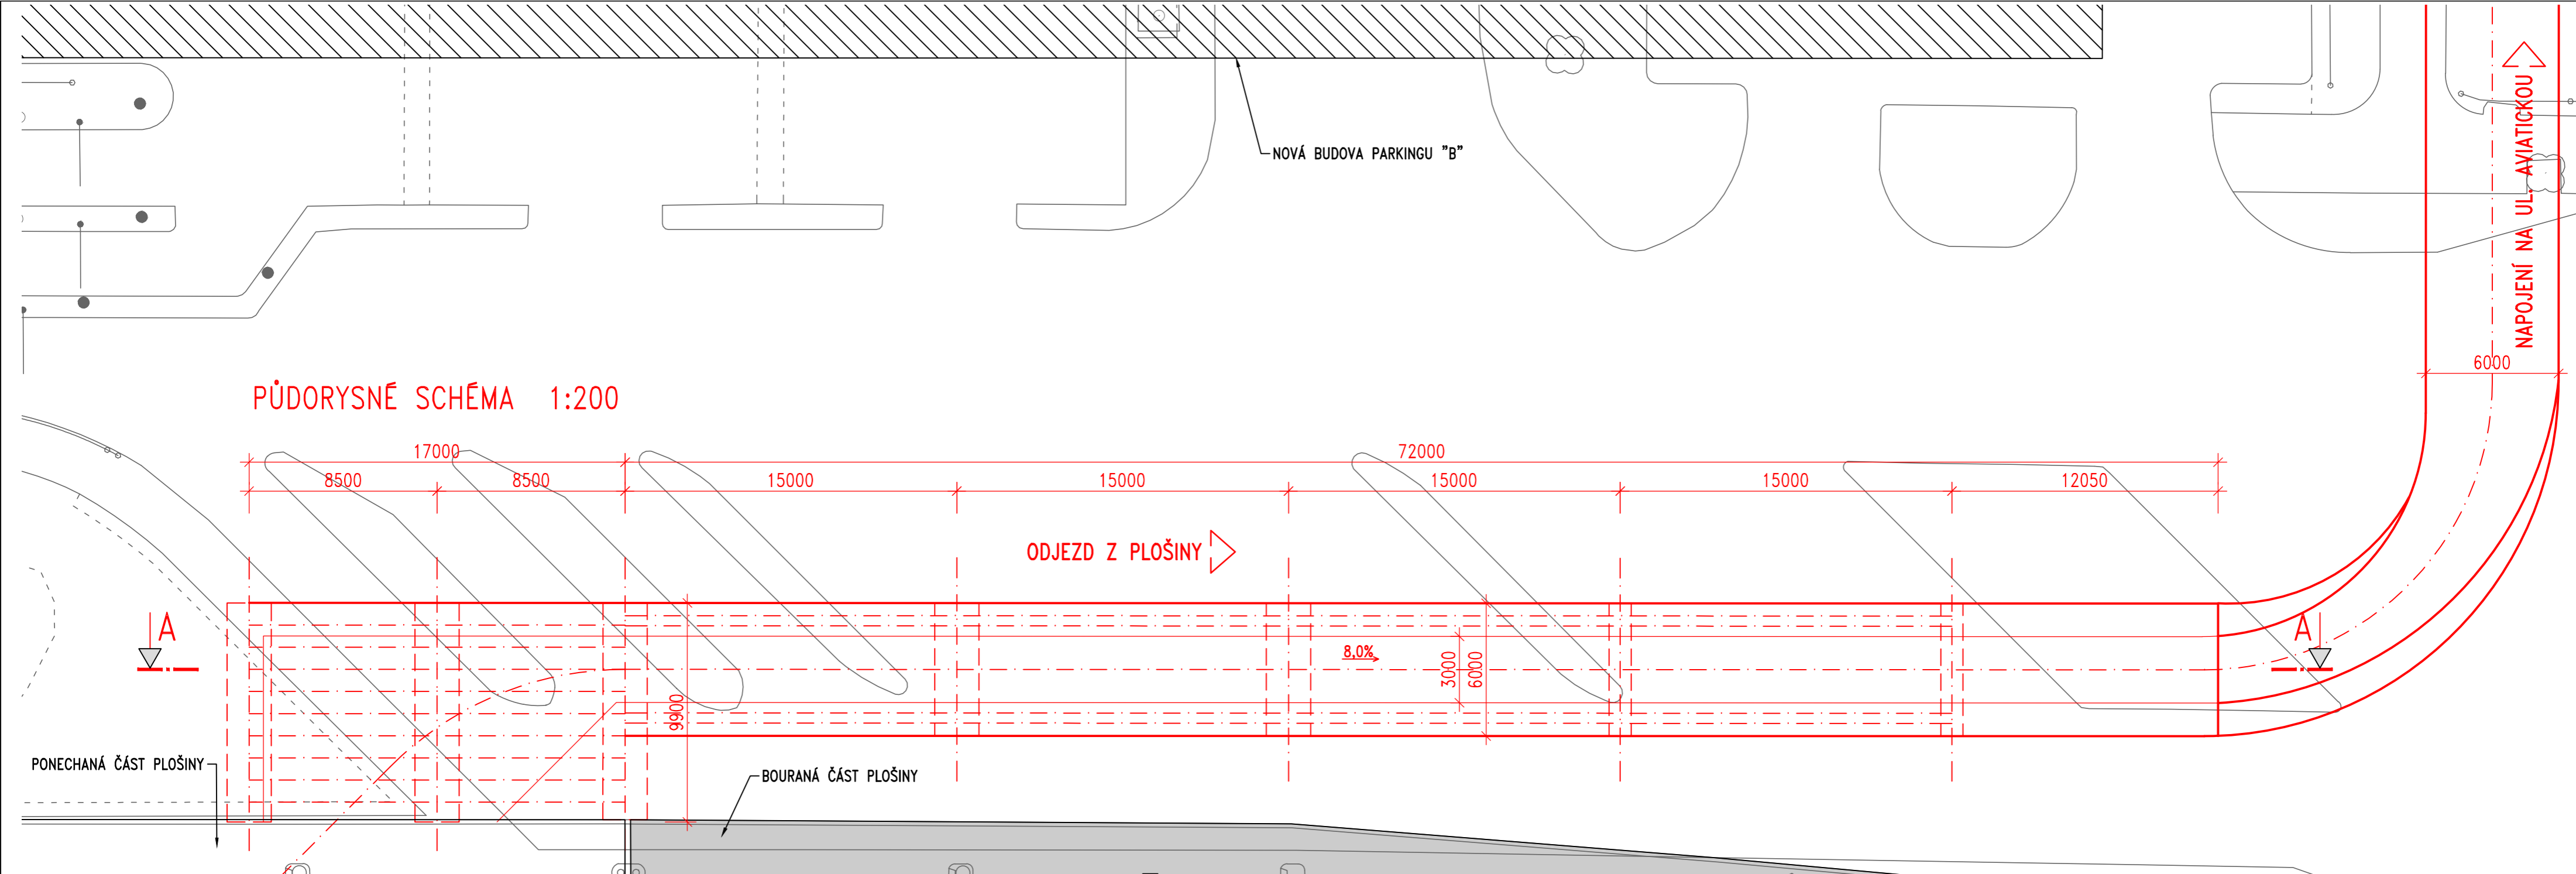 NOVÁ BUDOVA PARKINGU "B"
NAPOJENÍ NA UL. AVIATICKOU
6000
PŮDORYSNÉ SCHÉMA 1:200
17000
72000
8500
8500
15000
15000
15000
15000
12050
ODJEZD Z PLOŠINY
A
A
8,0%
3000
6000
9900
PONECHANÁ ČÁST PLOŠINY
BOURANÁ ČÁST PLOŠINY